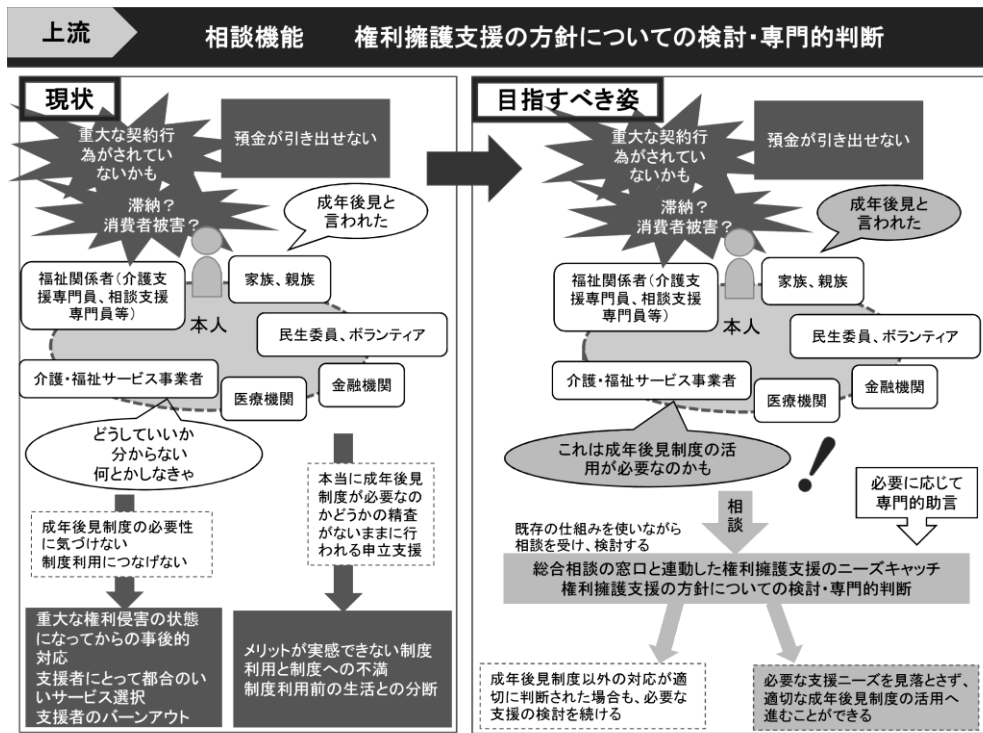 上流
相談機能　権利擁護支援の方針についての検討・専門的判断
現状
重大な契約行
為がされてい
ないかも
預金が引き出せない
滞納？
消費者被害？
成年後見と
言われた
福祉関係者（介護支
援専門員、相談支援
専門員等）
家族、親族
本人
民生委員、ボランティア
介護・福祉サービス事業者
医療機関
金融機関
どうしていいか
分からない
何とかしなきゃ
本当に成年後見
制度が必要なの
かどうかの精査
がないままに行
われる申立支援
成年後見制度の必要性
に気づけない
制度利用につなげない
重大な権利侵害の状態
になってからの事後的
対応
支援者にとって都合のい
いサービス選択
支援者のバーンアウト
メリットが実感できない制度
利用と制度への不満
制度利用前の生活との分断
目指すべき姿
重大な契約行
為がされてい
ないかも
預金が引き出せない
滞納？
消費者被害？
成年後見と
言われた
福祉関係者（介護支
援専門員、相談支援
専門員等）
家族、親族
本人
民生委員、ボランティア
介護・福祉サービス事業者
医療機関
金融機関
これは成年後見制度の活
用が必要なのかも
！
必要に応じて
専門的助言
相談
既存の仕組みを使いながら
相談を受け、検討する
総合相談の窓口と連動した権利擁護支援のニーズキャッチ
権利擁護支援の方針についての検討・専門的判断
成年後見制度以外の対応が適
切に判断された場合も、必要な
支援の検討を続ける
必要な支援ニーズを見落とさず、
適切な成年後見制度の活用へ
進むことができる